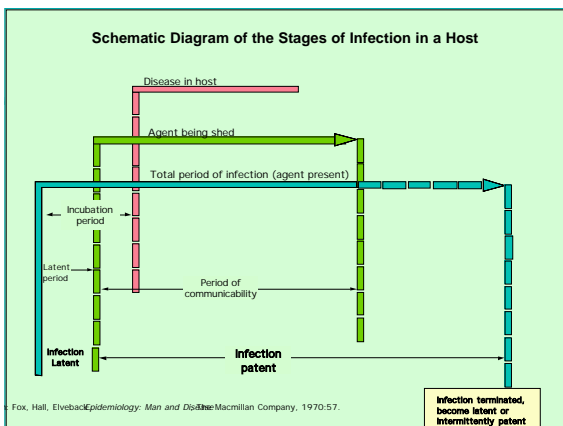 Schematic Diagram of the Stages of Infection in a Host
Disease in host
Agent being shed
Total period of infection (agent present)
Incubation
period
Latent
period
Period of
communicability
Infection
Latent
Infection
patent
: Fox, Hall, Elveback Epidemiology: Man and Disease The Macmillan Company, 1970:57.
Infection terminated,
become latent or
intermittently patent